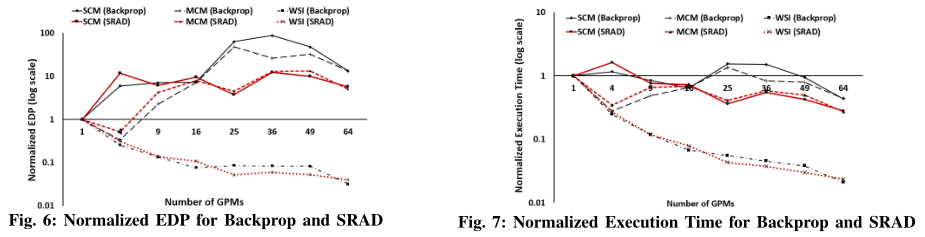 SCM (Backprop) MCM (Backprop) WSI (Backprop)
SCM (SRAD) MCM (SRAD) WSI (SRAD)
Normalized EDP (log scale)
100
10
1
0.1
0.01
1 9 16 25 36 49 64
Number of GPMs
Fig. 6: Normalized EDP for Backprop and SRAD
SCM (Backprop) MCM (Backprop) WSI (Backprop)
SCM (SRAD) MCM (SRAD) WSI (SRAD)
Normalized Execution Time (log scale)
10
1
0.1
0.01
1 4 9 16 25 36 49 64
Number of GPMs
Fig. 7: Normalized Execution Time for Backprop and SRAD